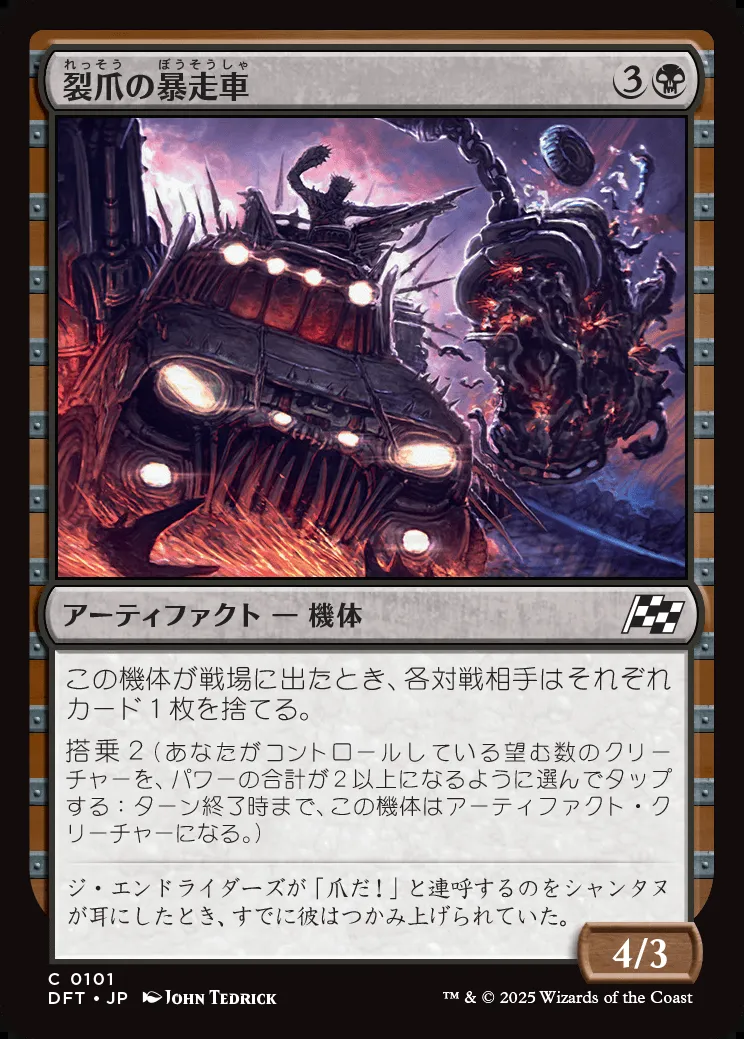 れっそう ぼうそうしゃ
裂爪の暴走車 3
アーティファクト — 機体
この機体が戦場に出たとき、各対戦相手はそれぞれ
カード1枚を捨てる。
搭乗2(あなたがコントロールしている望む数のクリー
チャーを、パワーの合計が2以上になるように選んでタップ
する：ターン終了時まで、この機体はアーティファクト・ク
リーチャーになる。)
ジ・エンドライダーズが「爪だ！」と連呼するのをシャンタヌ
が耳にしたとき、すでに彼はつかみ上げられていた。
4/3
C 0101
DFT • JP John Tedrick
™ & © 2025 Wizards of the Coast